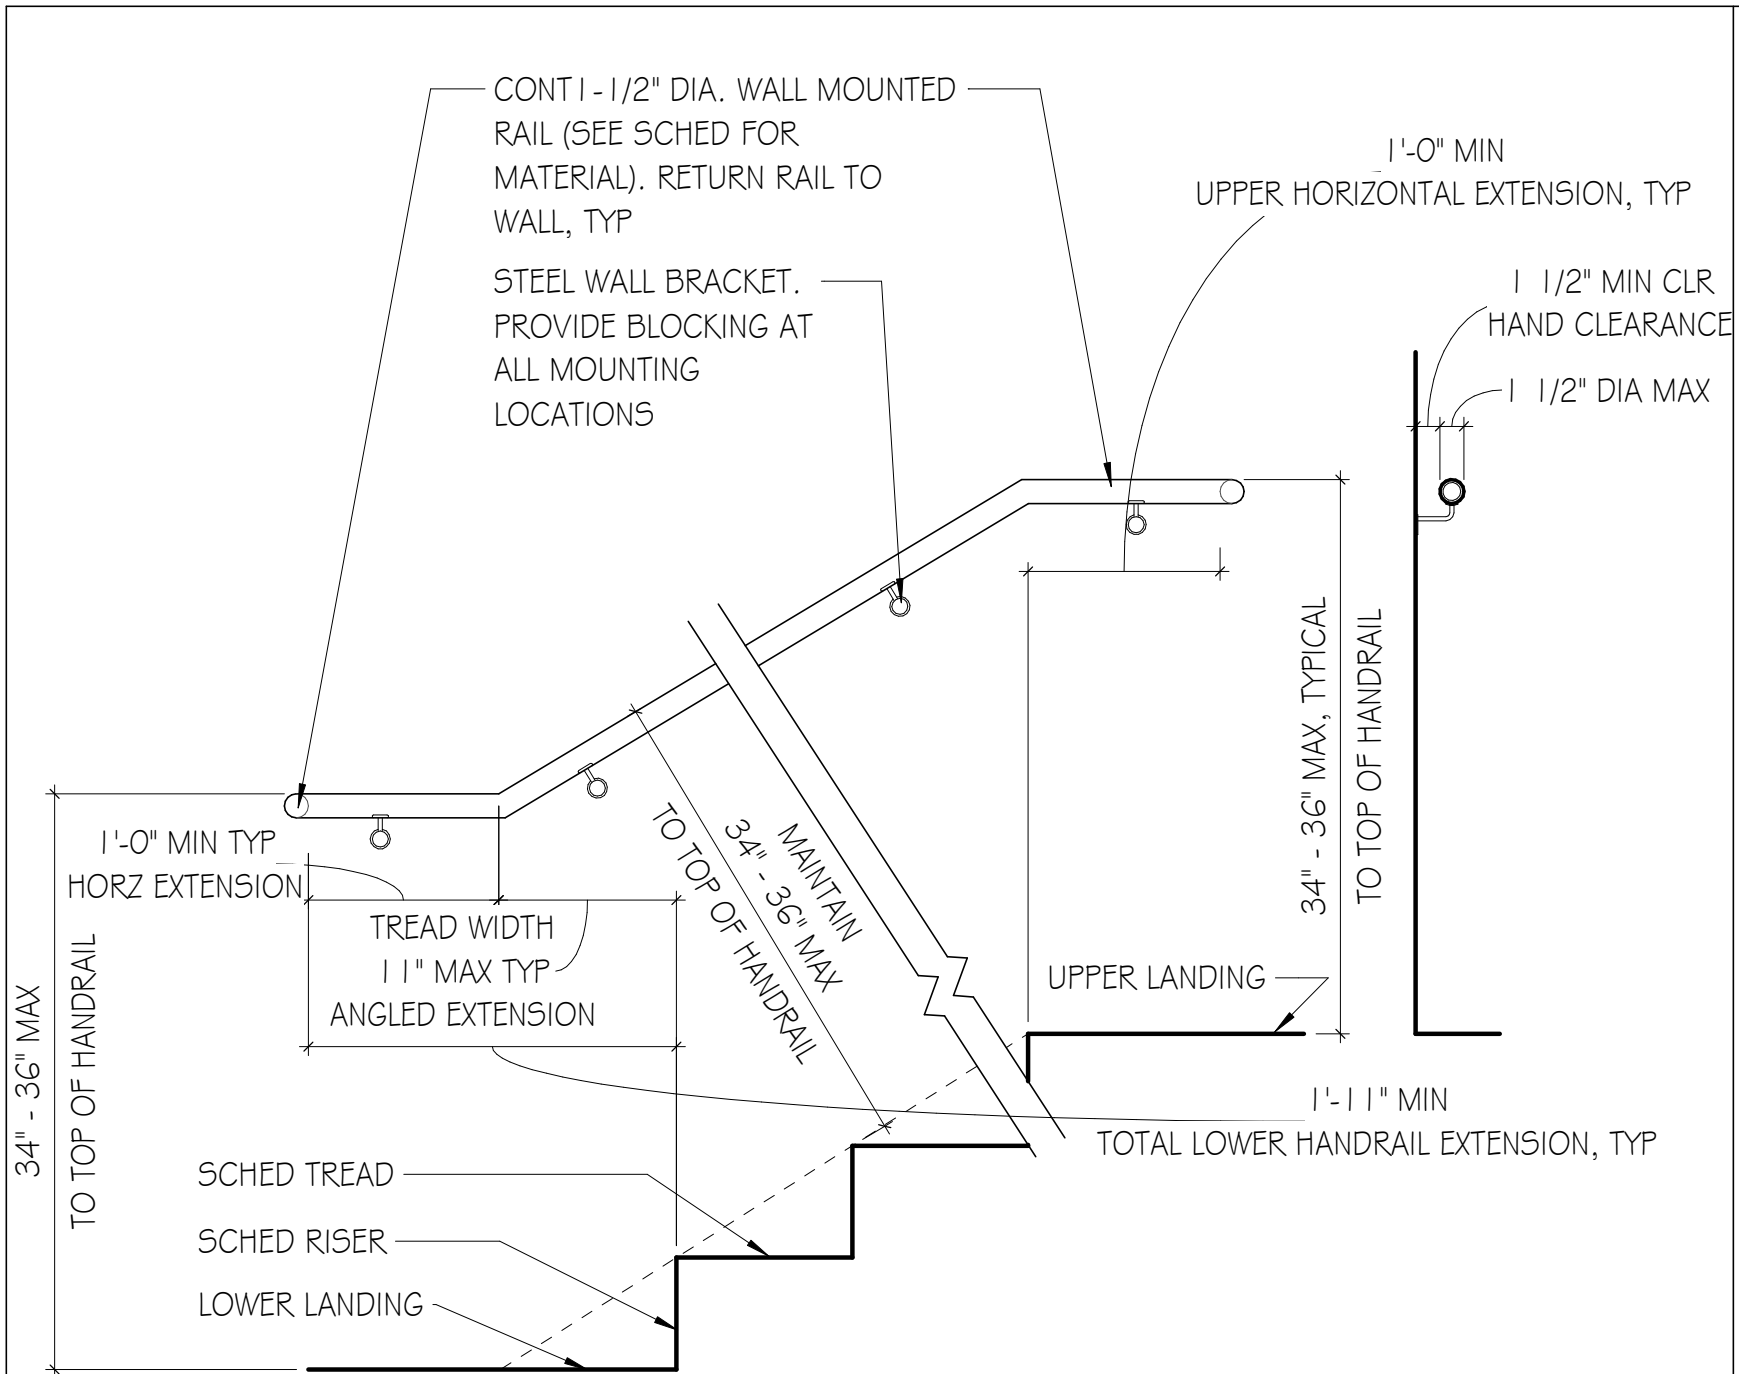 CONT 1-1/2" DIA. WALL MOUNTED
RAIL (SEE SCHED FOR
MATERIAL). RETURN RAIL TO
WALL, TYP
STEEL WALL BRACKET.
PROVIDE BLOCKING AT
ALL MOUNTING
LOCATIONS
1'-0" MIN
UPPER HORIZONTAL EXTENSION, TYP
1 1/2" MIN CLR
HAND CLEARANCE
1 1/2" DIA MAX
34" - 36" MAX, TYPICAL
TO TOP OF HANDRAIL
1'-0" MIN TYP
HORZ EXTENSION
TREAD WIDTH
11" MAX TYP
ANGLED EXTENSION
MAINTAIN
34" - 36" MAX
TO TOP OF HANDRAIL
34" - 36" MAX
TO TOP OF HANDRAIL
UPPER LANDING
1'-11" MIN
TOTAL LOWER HANDRAIL EXTENSION, TYP
SCHED TREAD
SCHED RISER
LOWER LANDING